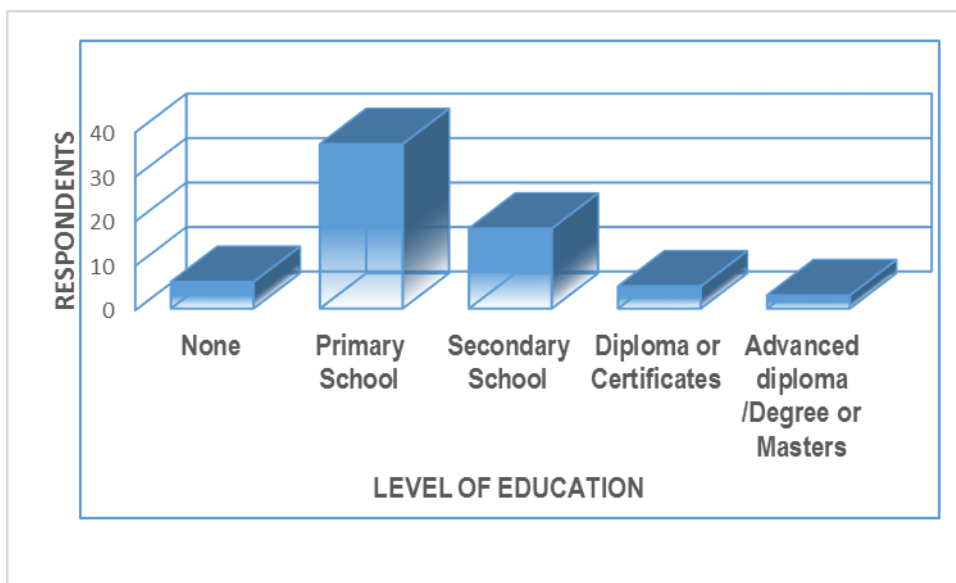 RESPONDENTS
40
30
20
10
0
None
Primary
School
Secondary
School
Diploma or
Certificates
Advanced
diploma
/Degree or
Masters
LEVEL OF EDUCATION